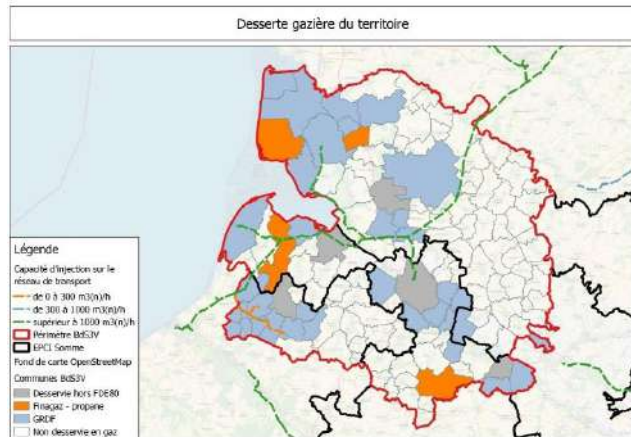 Desserte gazière du territoire
Légende
Capacité d'injection sur le
réseau de transport
de 0 à 300 m3(n)/h
de 300 à 1000 m3(n)/h
supérieur à 1000 m3(n)/h
Périmètre BdS3V
EPCI Somme
Fond de carte OpenStreetMap
Communes BdS3V
Desservie hors FDE80
Finagaz - propane
GRDF
Non desservie en gaz